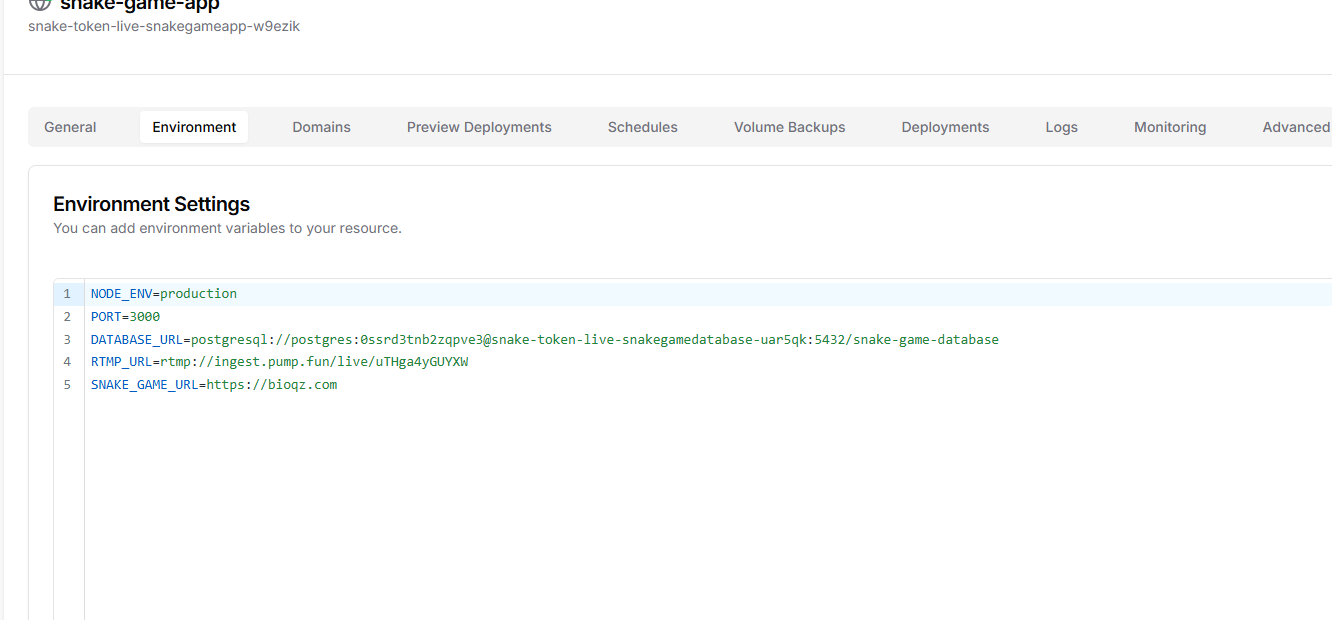 snake-game-app
snake-token-live-snakegameapp-w9ezik
General Environment Domains Preview Deployments Schedules Volume Backups Deployments Logs Monitoring Advanced
Environment Settings
You can add environment variables to your resource.
1 NODE_ENV=production
2 PORT=3000
3 DATABASE_URL=postgresql://postgres:0ssrd3tnb2zqpve3@snake-token-live-snakegamedatabase-uar5qk:5432/snake-game-database
4 RTMP_URL=rtmp://ingest.pump.fun/live/uTHga4yGUYXW
5 SNAKE_GAME_URL=https://bioqz.com